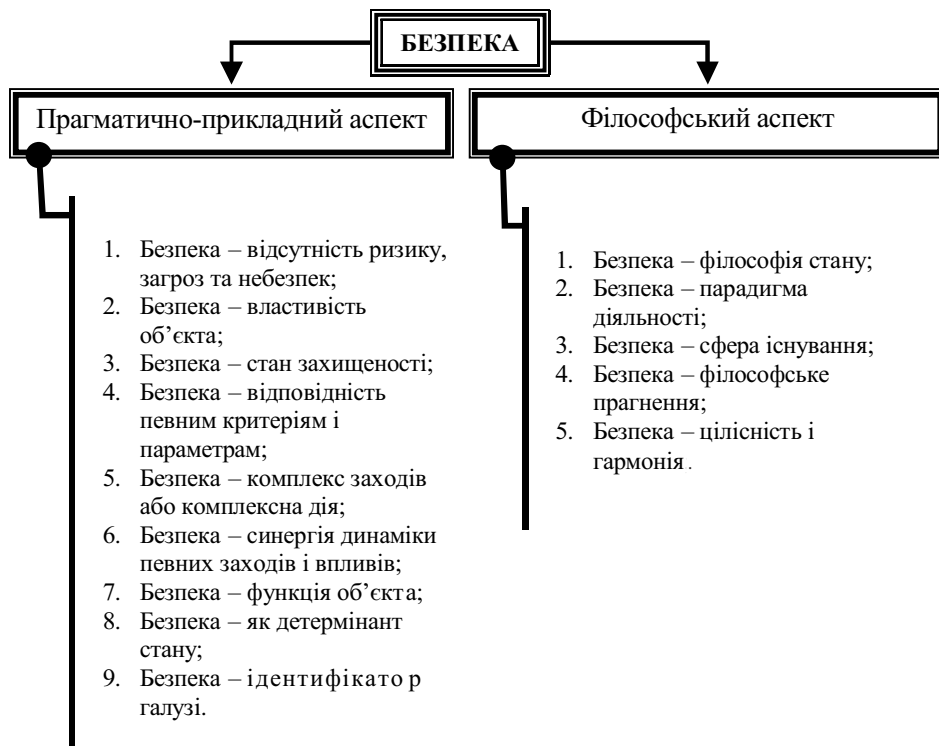 БЕЗПЕКА
Прагматично-прикладний аспект
Філософський аспект
1. Безпека – відсутність ризику,
загроз та небезпек;
2. Безпека – властивість
об’єкта;
3. Безпека – стан захищеності;
4. Безпека – відповідність
певним критеріям і
параметрам;
5. Безпека – комплекс заходів
або комплексна дія;
6. Безпека – синергія динаміки
певних заходів і впливів;
7. Безпека – функція об’єкта;
8. Безпека – як детермінант
стану;
9. Безпека – ідентифікато р
галузі.
1. Безпека – філософія стану;
2. Безпека – парадигма
діяльності;
3. Безпека – сфера існування;
4. Безпека – філософське
прагнення;
5. Безпека – цілісність і
гармонія .